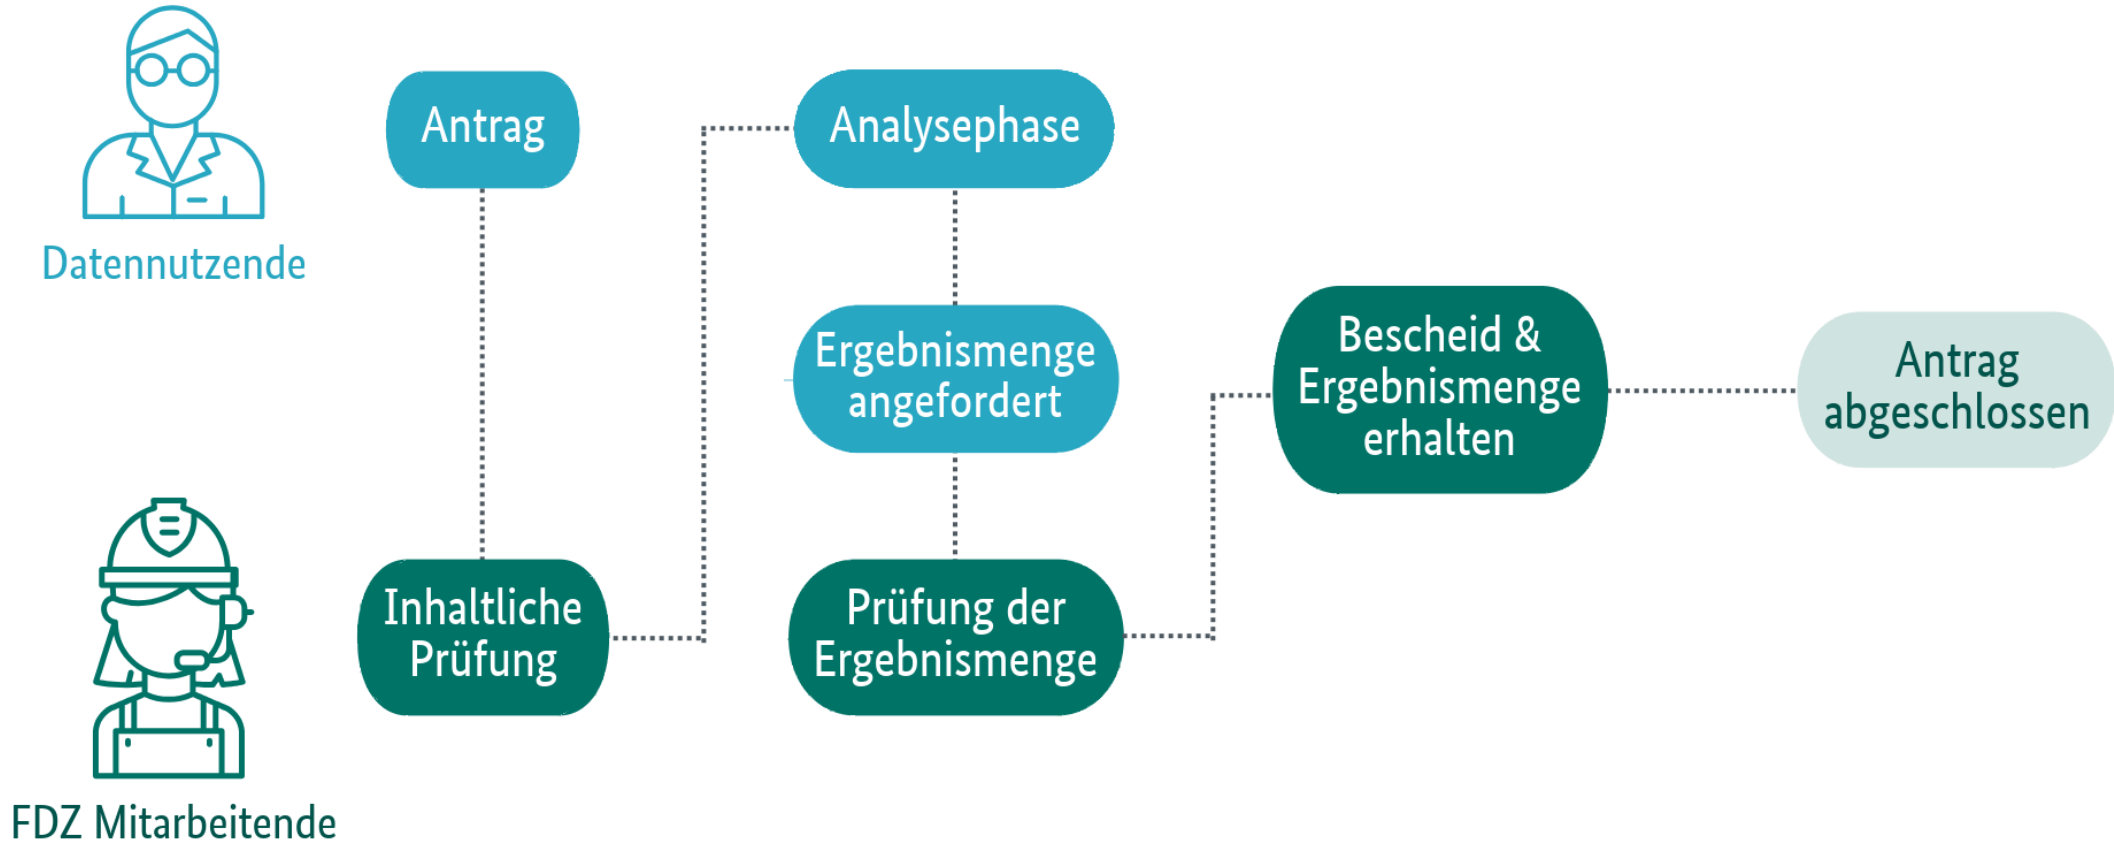 Datennutzende
Antrag
Inhaltliche
Prüfung
Analysephase
Ergebnismenge
angefordert
Prüfung der
Ergebnismenge
Bescheid &
Ergebnismenge
erhalten
Antrag
abgeschlossen
FDZ Mitarbeitende